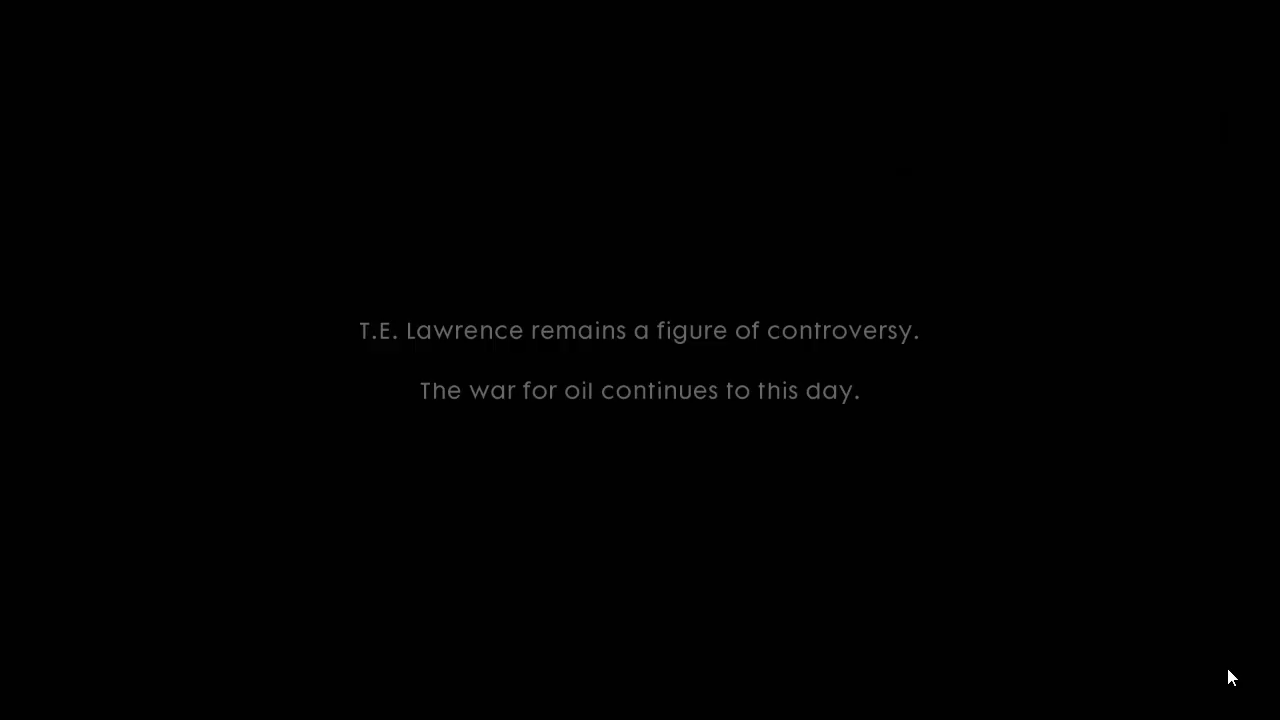 T.E. Lawrence remains a figure of controversy.
The war for oil continues to this day.